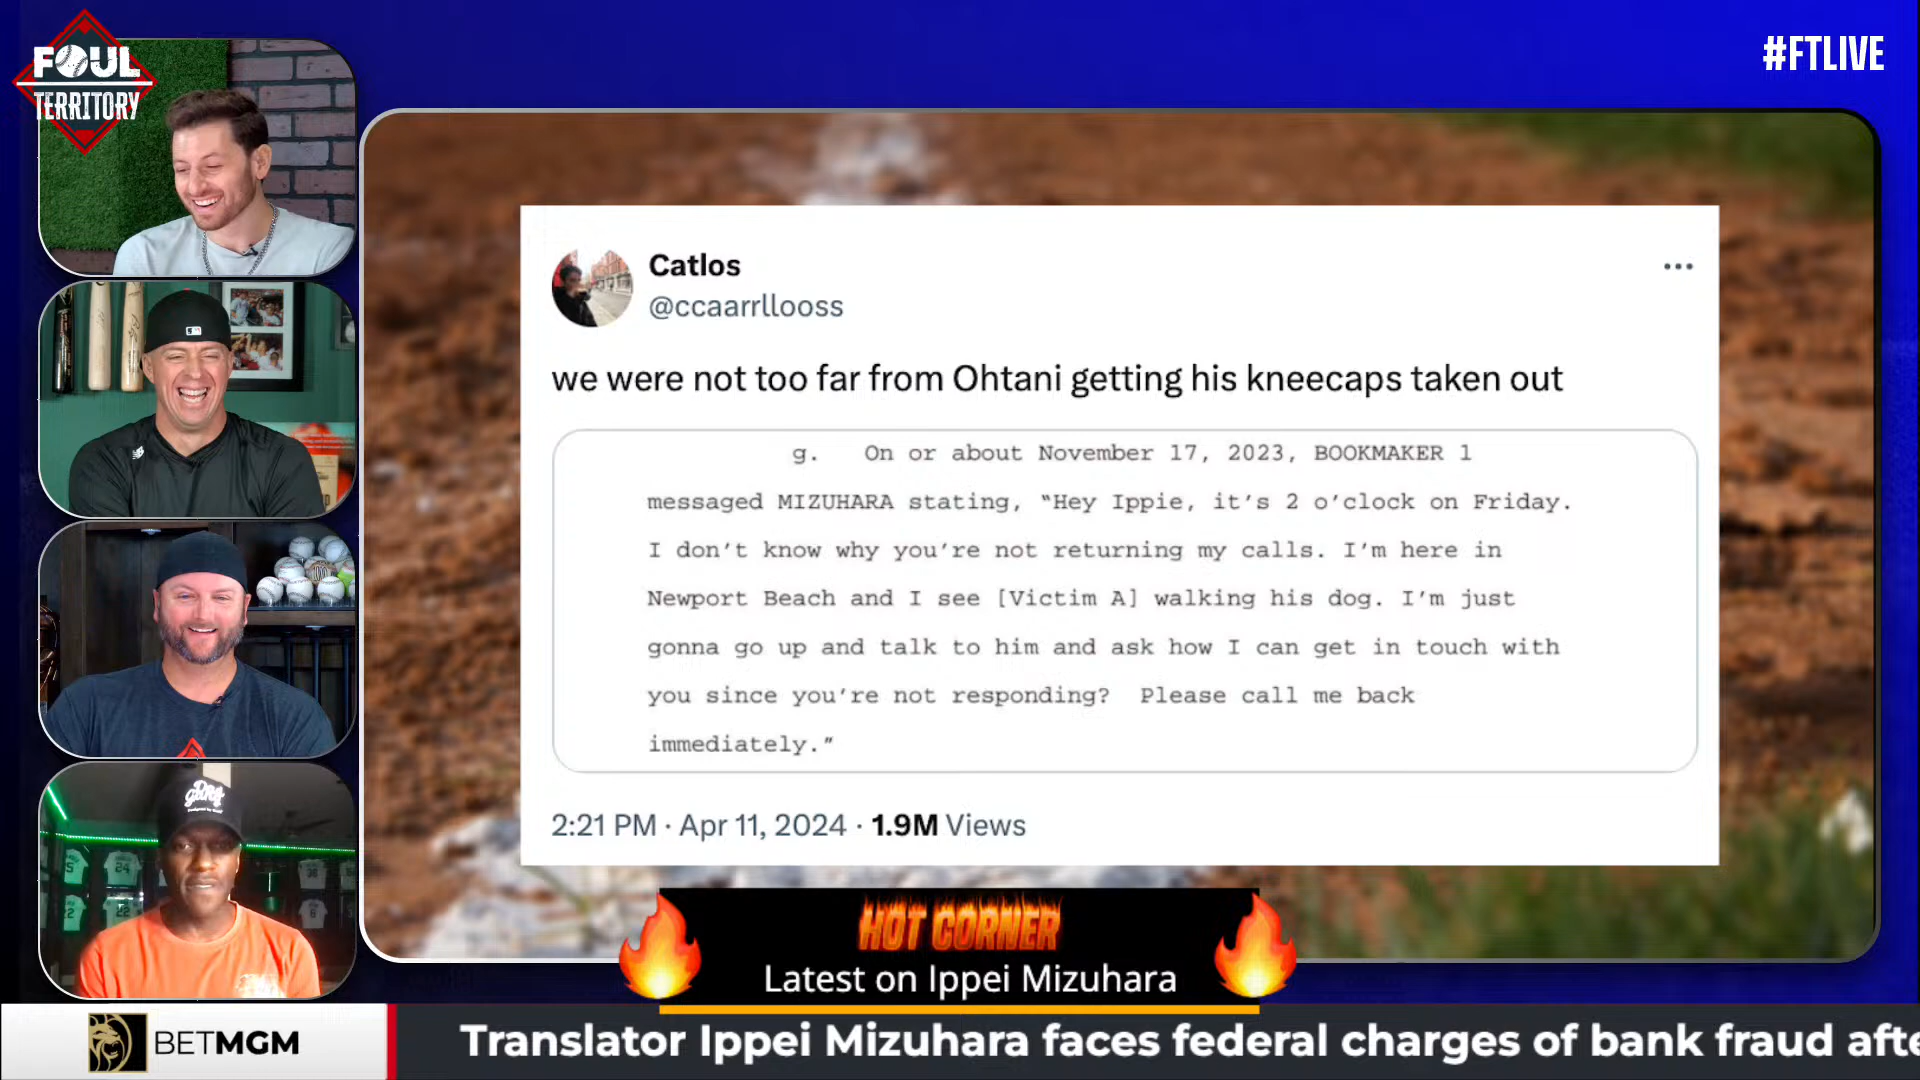 FOUL
TERRITORY
#FTLIVE
Catlos
@ccaarrllooss
we were not too far from Ohtani getting his kneecaps taken out
g. On or about November 17, 2023, BOOKMAKER 1
messaged MIZUHARA stating, “Hey Ippie, it’s 2 o’clock on Friday.
I don’t know why you’re not returning my calls. I’m here in
Newport Beach and I see [Victim A] walking his dog. I’m just
gonna go up and talk to him and ask how I can get in touch with
you since you’re not responding? Please call me back
immediately.”
2:21 PM · Apr 11, 2024 · 1.9M Views
HOT CORNER
Latest on Ippei Mizuhara
BETMGM
Translator Ippei Mizuhara faces federal charges of bank fraud afte